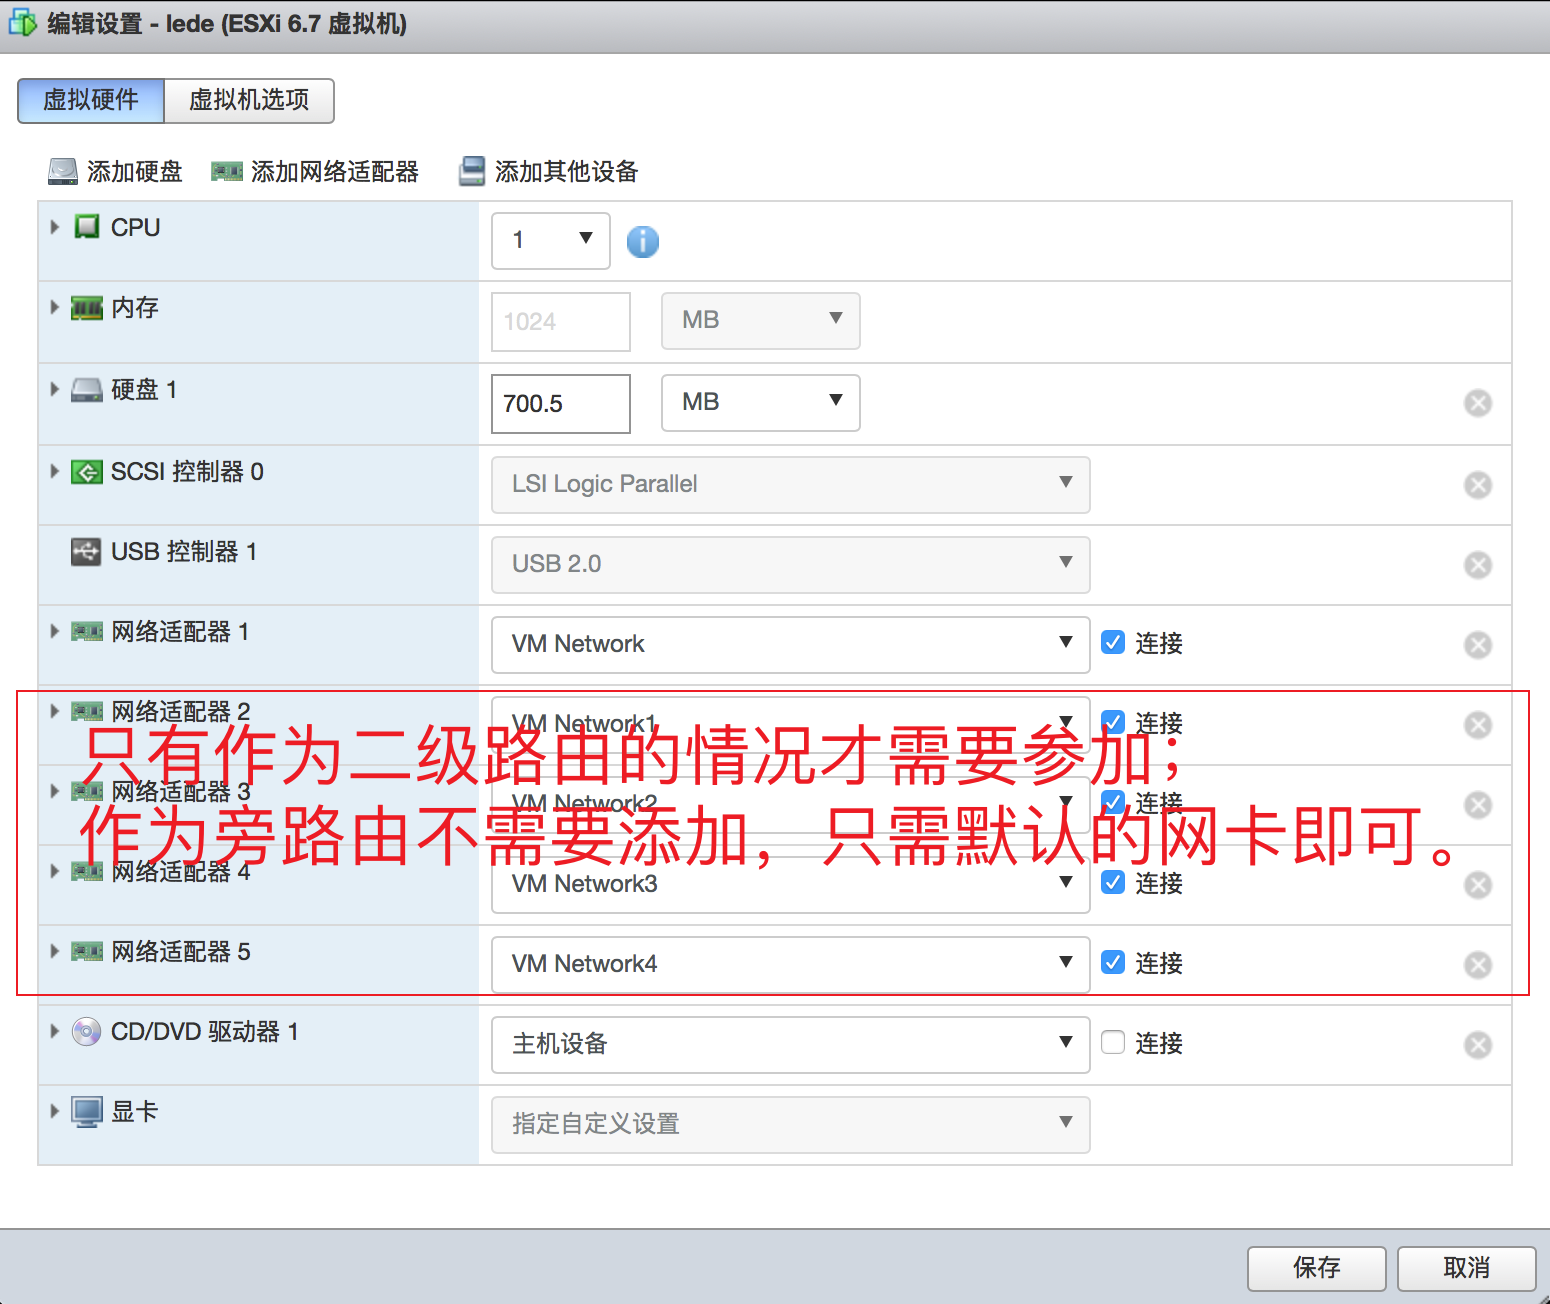 编辑设置 - lede (ESXi 6.7 虚拟机)
虚拟硬件 虚拟机选项
添加硬盘 添加网络适配器 添加其他设备
CPU 1
内存 1024 MB
硬盘 1 700.5 MB
SCSI 控制器 0 LSI Logic Parallel
USB 控制器 1 USB 2.0
网络适配器 1 VM Network 连接
网络适配器 2 VM Network1 连接
只有作为二级路由的情况才需要参加;
网络适配器 3 VM Network2 连接
作为旁路由不需要添加，只需默认的网卡即可。
网络适配器 4 VM Network3 连接
网络适配器 5 VM Network4 连接
CD/DVD 驱动器 1 主机设备 连接
显卡 指定自定义设置
保存 取消